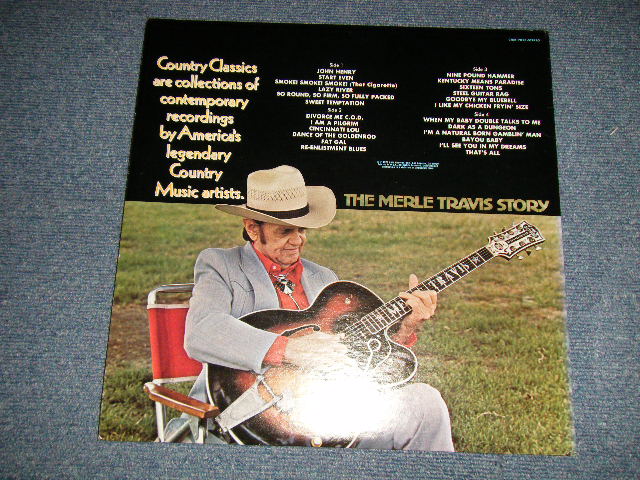 Country Classics
are collections of
contemporary
recordings
by America's
legendary
Country
Music artists.
Side 1
JOHN HENRY
START EVEN
SMOKE! SMOKE! SMOKE! (That Cigarette)
LAZY RIVER
SO ROUND, SO FIRM, SO FULLY PACKED
SWEET TEMPTATION
Side 2
DIVORCE ME C.O.D.
I AM A PILGRIM
CINCINNATI LOU
DANCE OF THE GOLDENROD
FAT GAL
RE-ENLISTMENT BLUES
Side 3
NINE POUND HAMMER
KENTUCKY MEANS PARADISE
SIXTEEN TONS
STEEL GUITAR RAG
GOODBYE MY BLUEBELL
I LIKE MY CHICKEN FRYIN' SIZE
Side 4
WHEN MY BABY DOUBLE TALKS TO ME
DARK AS A DUNGEON
I'M A NATURAL BORN GAMBLIN' MAN
BAYOU BABY
I'LL SEE YOU IN MY DREAMS
THAT'S ALL
THE MERLE TRAVIS STORY
TRAVIS